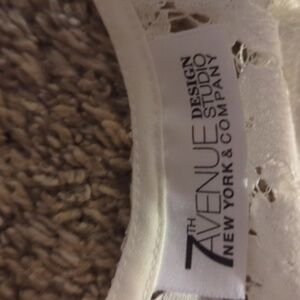 7TH AVENUE DESIGN STUDIO
NEW YORK & COMPANY